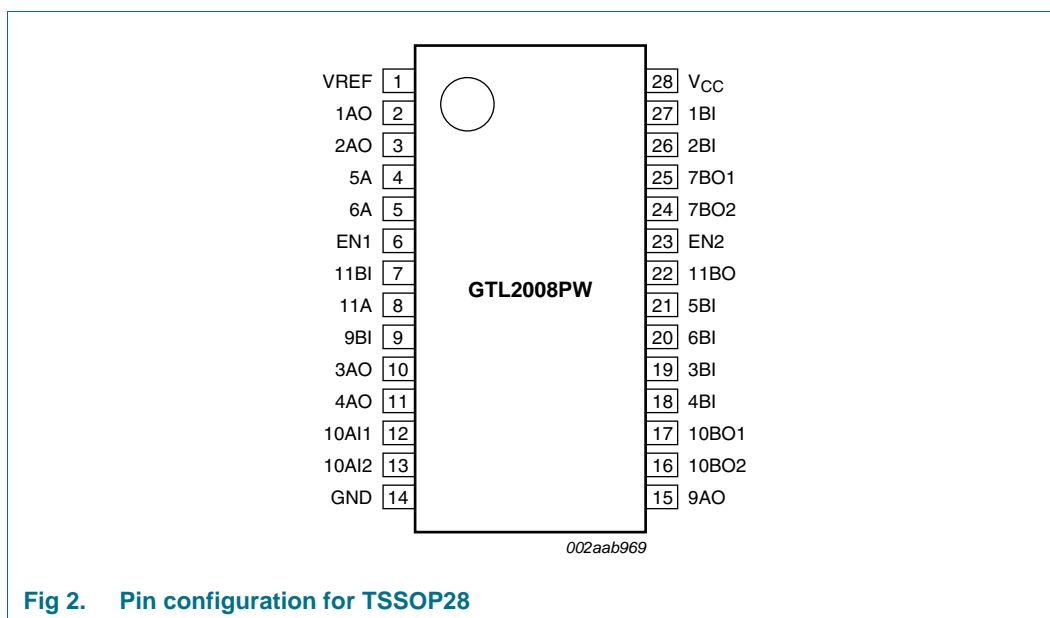 VREF 1 28 VCC
1AO 2 27 1BI
2AO 3 26 2BI
5A 4 25 7BO1
6A 5 24 7BO2
EN1 6 23 EN2
11BI 7 22 11BO
GTL2008PW
11A 8 21 5BI
9BI 9 20 6BI
3AO 10 19 3BI
4AO 11 18 4BI
10AI1 12 17 10BO1
10AI2 13 16 10BO2
GND 14 15 9AO
002aab969
Fig 2. Pin configuration for TSSOP28